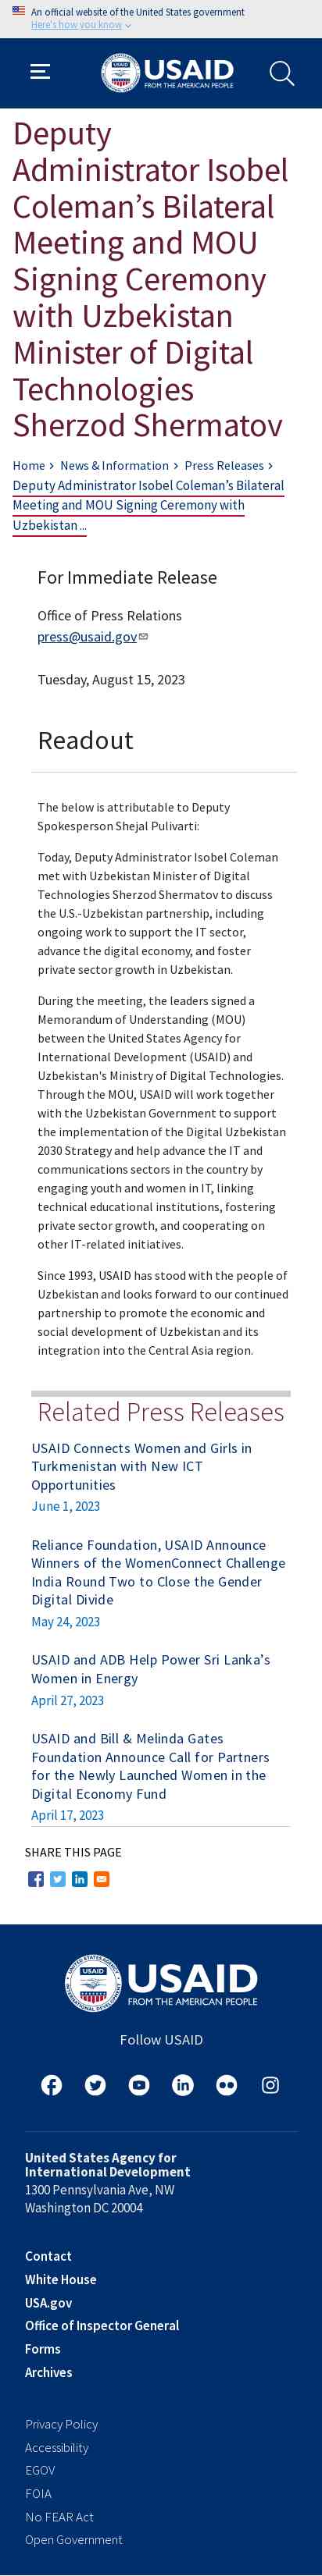 An official website of the United States government
Here's how you know
USAID
FROM THE AMERICAN PEOPLE
Deputy
Administrator Isobel
Coleman’s Bilateral
Meeting and MOU
Signing Ceremony
with Uzbekistan
Minister of Digital
Technologies
Sherzod Shermatov
Home › News & Information › Press Releases ›
Deputy Administrator Isobel Coleman’s Bilateral
Meeting and MOU Signing Ceremony with
Uzbekistan ...
For Immediate Release
Office of Press Relations
press@usaid.gov
Tuesday, August 15, 2023
Readout
The below is attributable to Deputy
Spokesperson Shejal Pulivarti:
Today, Deputy Administrator Isobel Coleman
met with Uzbekistan Minister of Digital
Technologies Sherzod Shermatov to discuss
the U.S.-Uzbekistan partnership, including
ongoing work to support the IT sector,
advance the digital economy, and foster
private sector growth in Uzbekistan.
During the meeting, the leaders signed a
Memorandum of Understanding (MOU)
between the United States Agency for
International Development (USAID) and
Uzbekistan's Ministry of Digital Technologies.
Through the MOU, USAID will work together
with the Uzbekistan Government to support
the implementation of the Digital Uzbekistan
2030 Strategy and help advance the IT and
communications sectors in the country by
engaging youth and women in IT, linking
technical educational institutions, fostering
private sector growth, and cooperating on
other IT-related initiatives.
Since 1993, USAID has stood with the people of
Uzbekistan and looks forward to our continued
partnership to promote the economic and
social development of Uzbekistan and its
integration into the Central Asia region.
Related Press Releases
USAID Connects Women and Girls in
Turkmenistan with New ICT
Opportunities
June 1, 2023
Reliance Foundation, USAID Announce
Winners of the WomenConnect Challenge
India Round Two to Close the Gender
Digital Divide
May 24, 2023
USAID and ADB Help Power Sri Lanka’s
Women in Energy
April 27, 2023
USAID and Bill & Melinda Gates
Foundation Announce Call for Partners
for the Newly Launched Women in the
Digital Economy Fund
April 17, 2023
SHARE THIS PAGE
USAID
FROM THE AMERICAN PEOPLE
Follow USAID
United States Agency for
International Development
1300 Pennsylvania Ave, NW
Washington DC 20004
Contact
White House
USA.gov
Office of Inspector General
Forms
Archives
Privacy Policy
Accessibility
EGOV
FOIA
No FEAR Act
Open Government